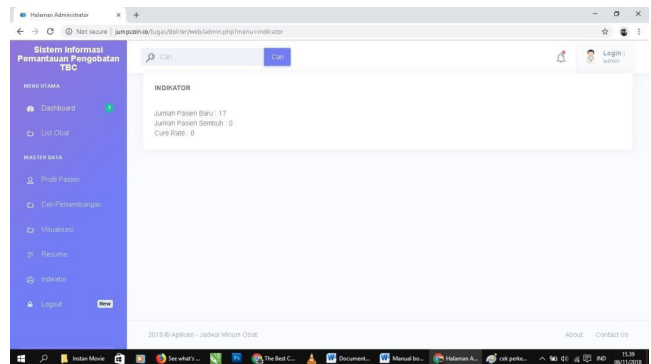 Halaman Administrator
Not secure | jumpcoin.io/tugas/dokter/web/admin.php?menu=indikator
Sistem Informasi
Pemantauan Pengobatan
TBC
Cari
Cari
Login :
admin
MENU UTAMA
Dashboard
List Obat
MASTER DATA
Profil Pasien
Cek Perkembangan
Visualisasi
Resume
Indikator
Logout
New
INDIKATOR
Jumlah Pasien Baru : 17
Jumlah Pasien Sembuh : 0
Cure Rate : 0
2018 © Aplikasi - Jadwal Minum Obat
About
Contact Us
Instan Movie
See what's ...
The Best C...
Document...
Manual bo...
Halaman A...
cek perke...
IND
15.39
06/11/2018